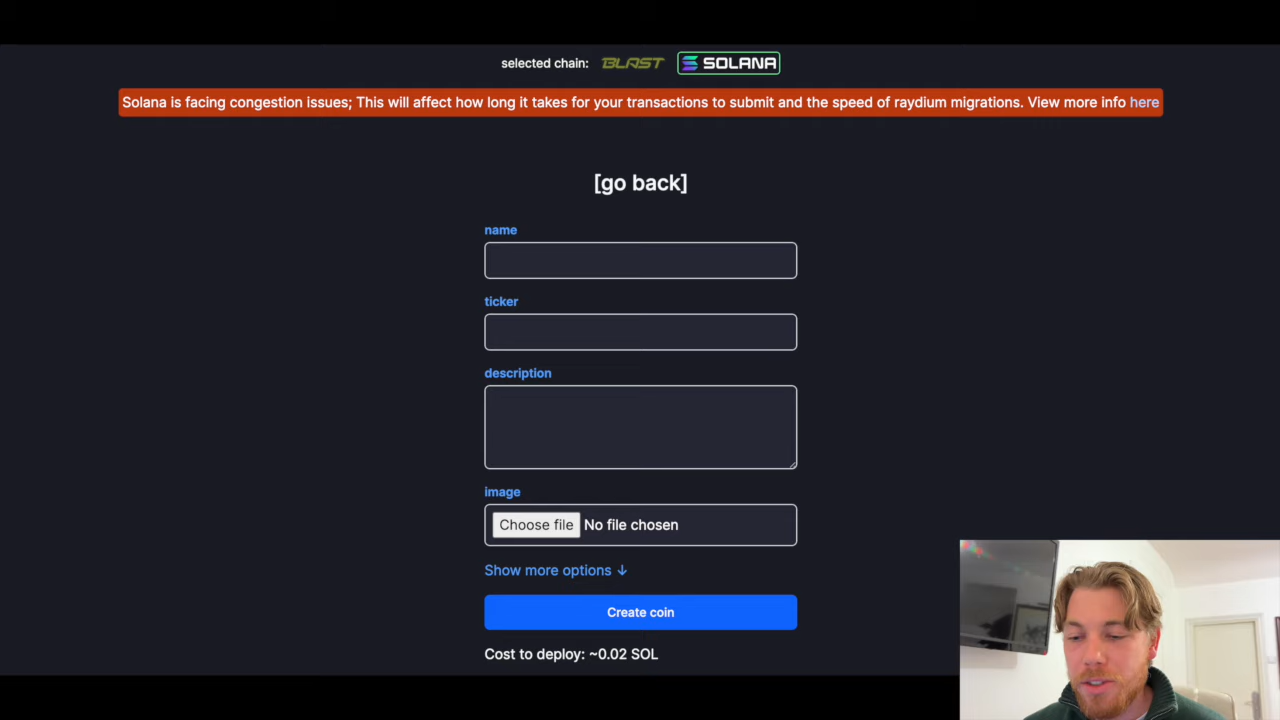 selected chain: BLAST SOLANA
Solana is facing congestion issues; This will affect how long it takes for your transactions to submit and the speed of raydium migrations. View more info here
[go back]
name
ticker
description
image
Choose file No file chosen
Show more options ↓
Create coin
Cost to deploy: ~0.02 SOL